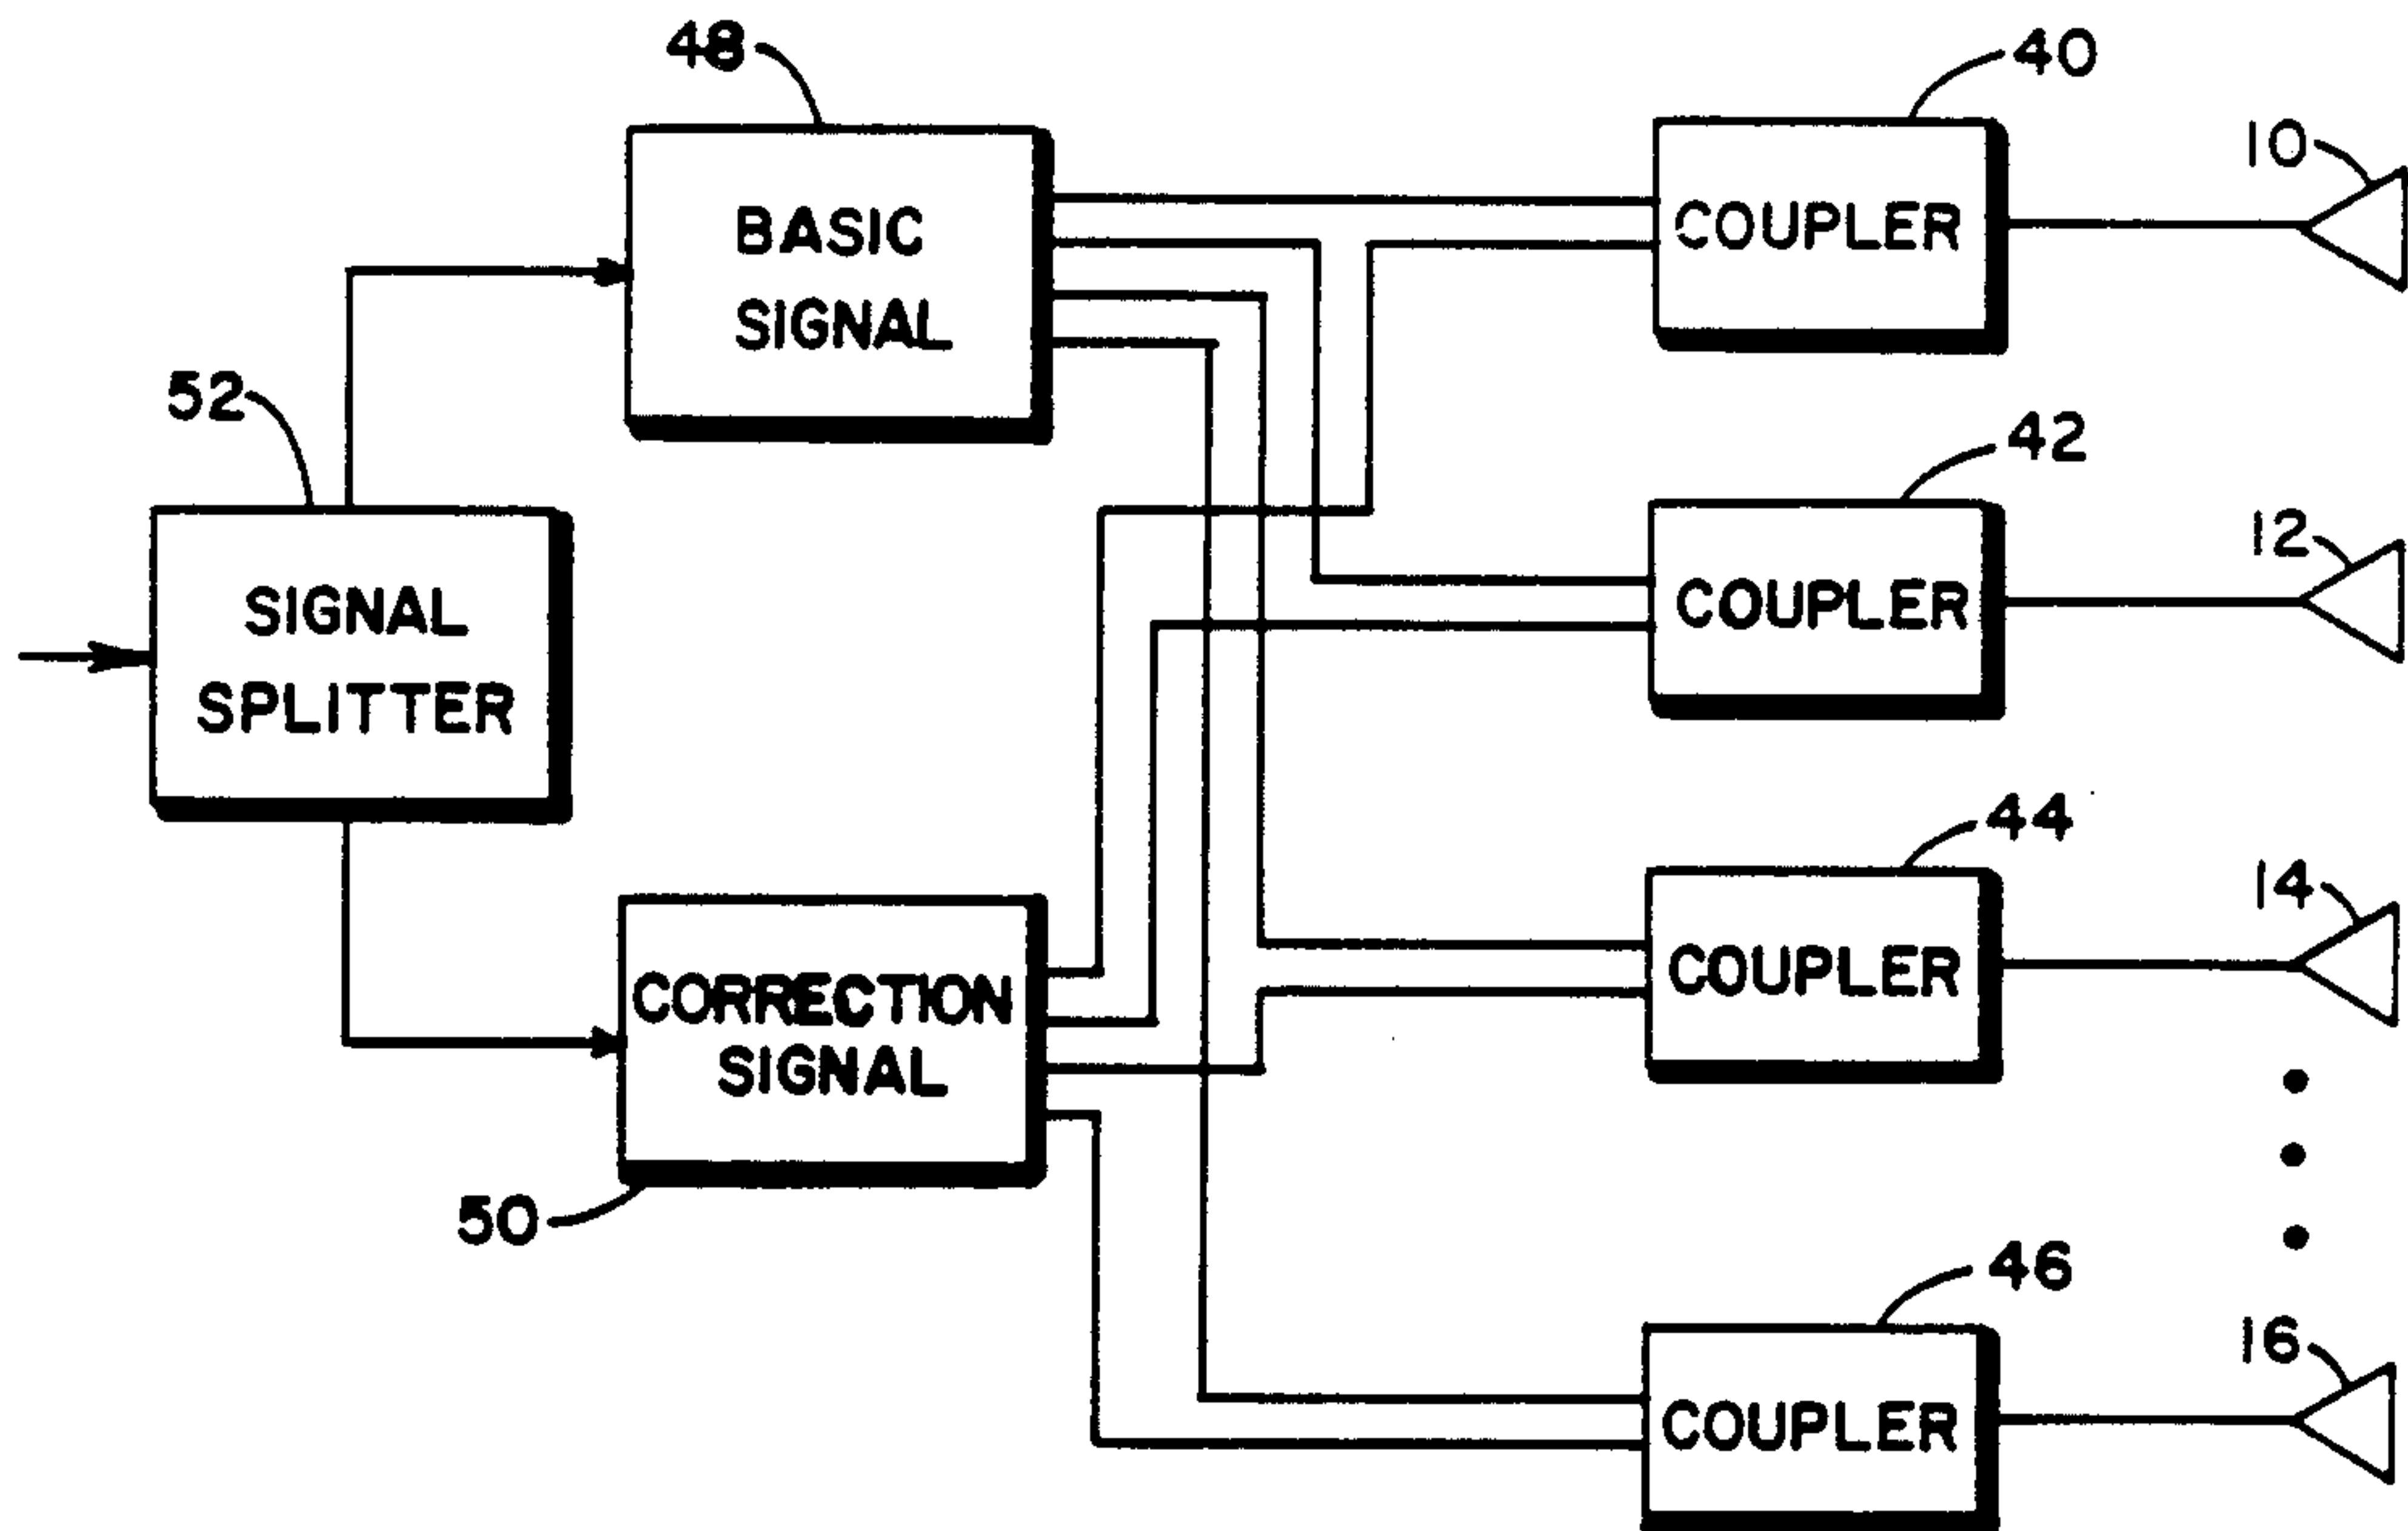 48
40
10
BASIC
SIGNAL
COUPLER
52
42
12
SIGNAL
SPLITTER
COUPLER
44
14
CORRECTION
SIGNAL
COUPLER
50
46
16
COUPLER